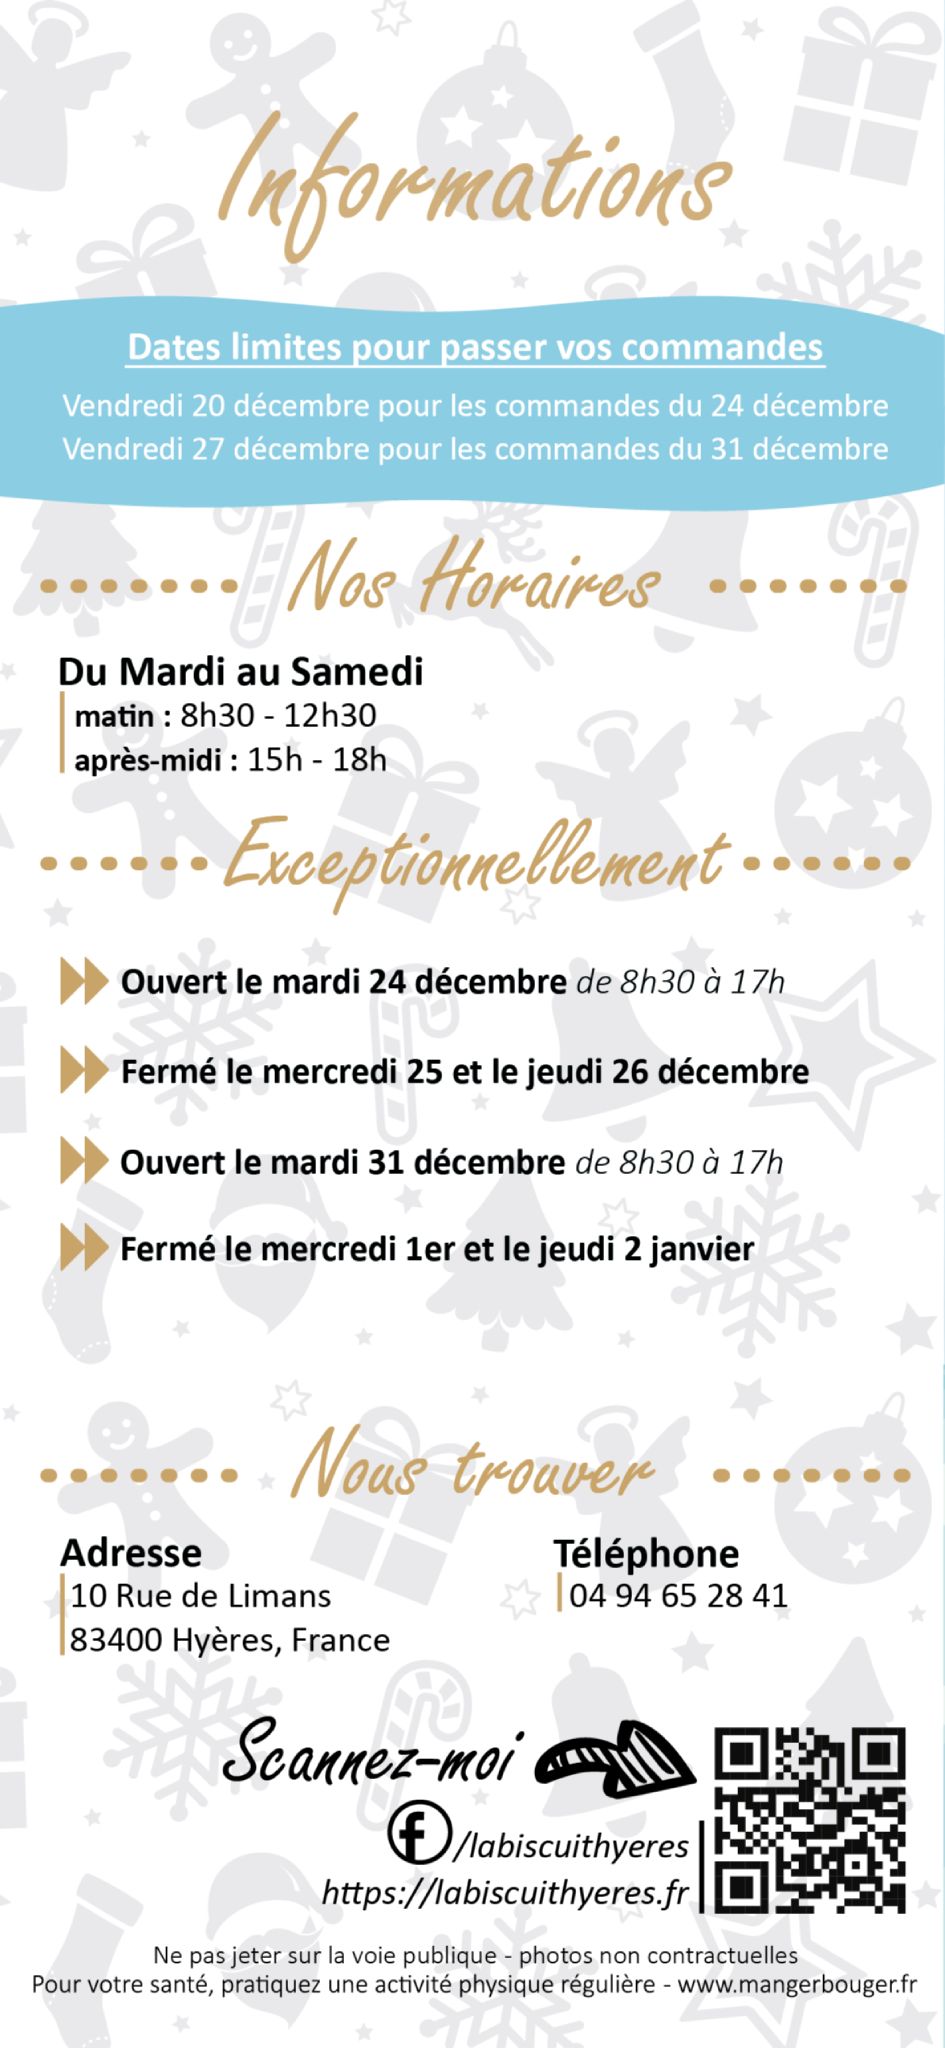 Informations
Dates limites pour passer vos commandes
Vendredi 20 décembre pour les commandes du 24 décembre
Vendredi 27 décembre pour les commandes du 31 décembre
Nos Horaires
Du Mardi au Samedi
matin : 8h30 - 12h30
après-midi : 15h - 18h
Exceptionnellement
Ouvert le mardi 24 décembre de 8h30 à 17h
Fermé le mercredi 25 et le jeudi 26 décembre
Ouvert le mardi 31 décembre de 8h30 à 17h
Fermé le mercredi 1er et le jeudi 2 janvier
Nous trouver
Adresse
10 Rue de Limans
83400 Hyères, France
Téléphone
04 94 65 28 41
Scannez-moi
f/labiscuithyeres
https://labiscuithyeres.fr
Ne pas jeter sur la voie publique - photos non contractuelles
Pour votre santé, pratiquez une activité physique régulière - www.mangerbouger.fr